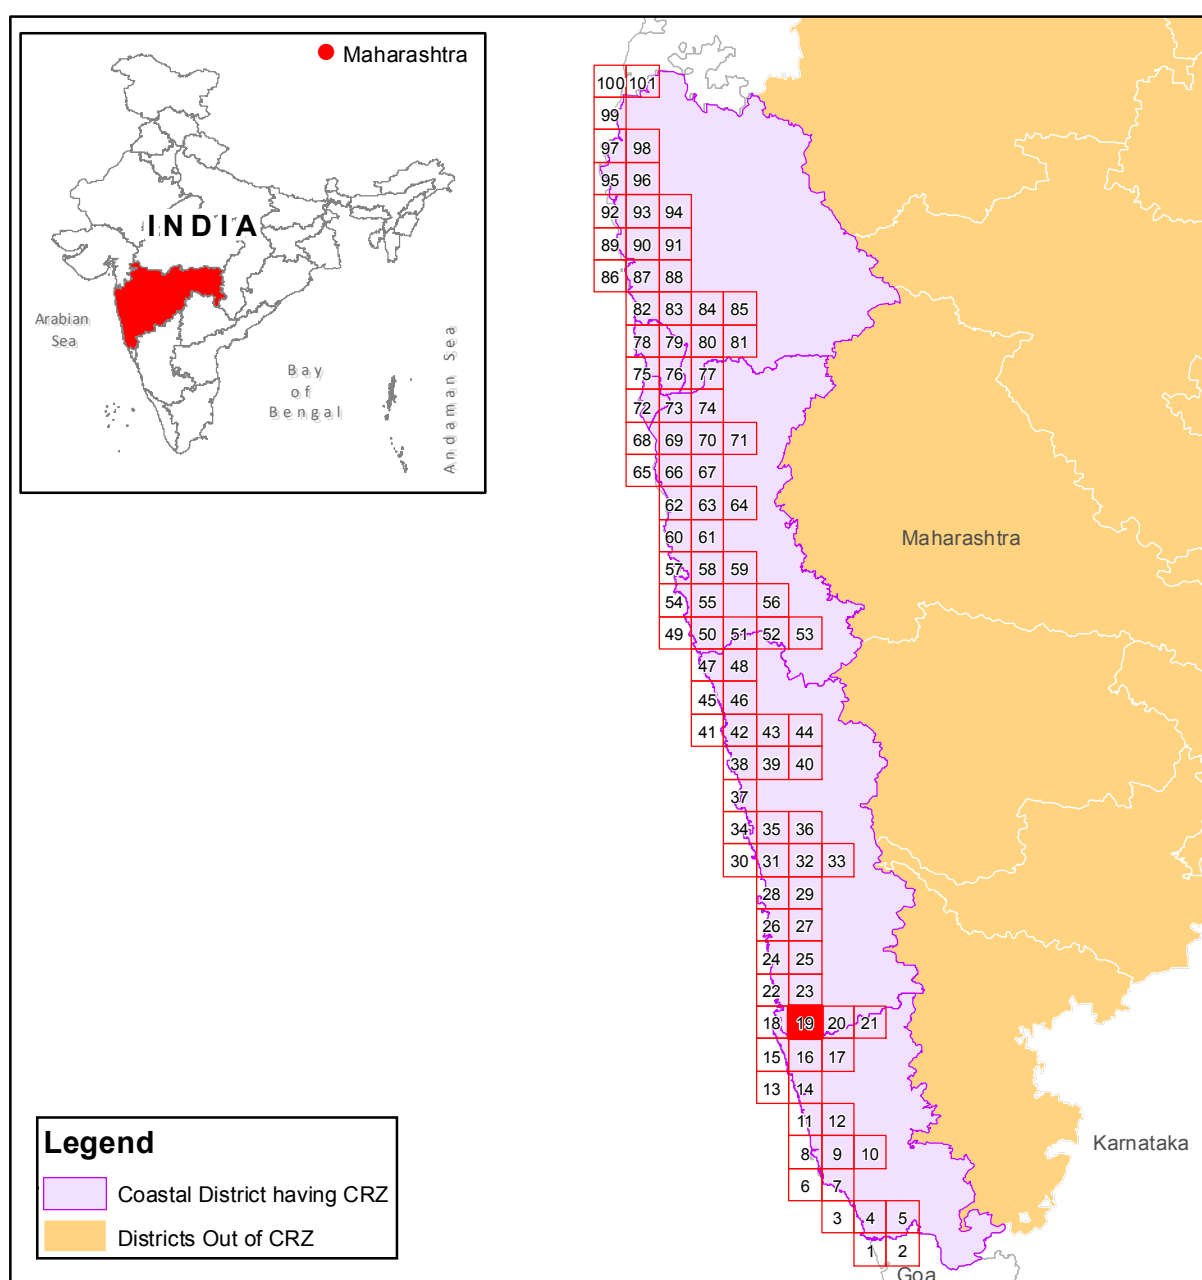 Maharashtra
INDIA
Arabian
Sea
Bay
of
Bengal
Andaman Sea
100 101
99
97 98
95 96
92 93 94
89 90 91
86 87 88
82 83 84 85
78 79 80 81
75 76 77
72 73 74
68 69 70 71
65 66 67
62 63 64
60 61
Maharashtra
57 58 59
54 55 56
49 50 51 52 53
47 48
45 46
41 42 43 44
38 39 40
37
34 35 36
30 31 32 33
28 29
26 27
24 25
22 23
18 19 20 21
15 16 17
13 14
11 12
8 9 10
6 7
3 4 5
1 2
Karnataka
Goa
Legend
Coastal District having CRZ
Districts Out of CRZ